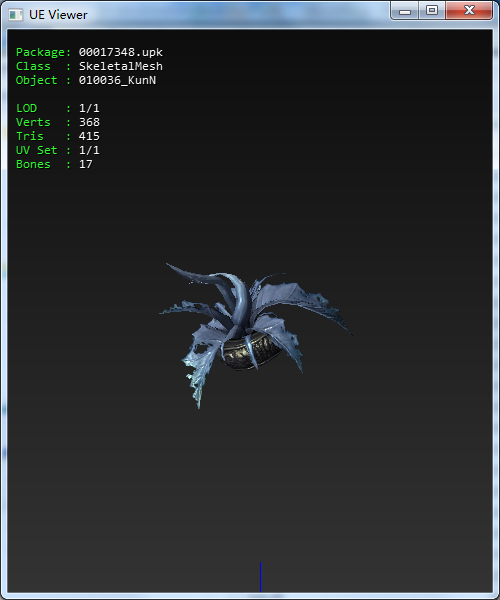 UE Viewer
Package: 00017348.upk
Class : SkeletalMesh
Object : 010036_KunN
LOD : 1/1
Verts : 368
Tris : 415
UV Set : 1/1
Bones : 17